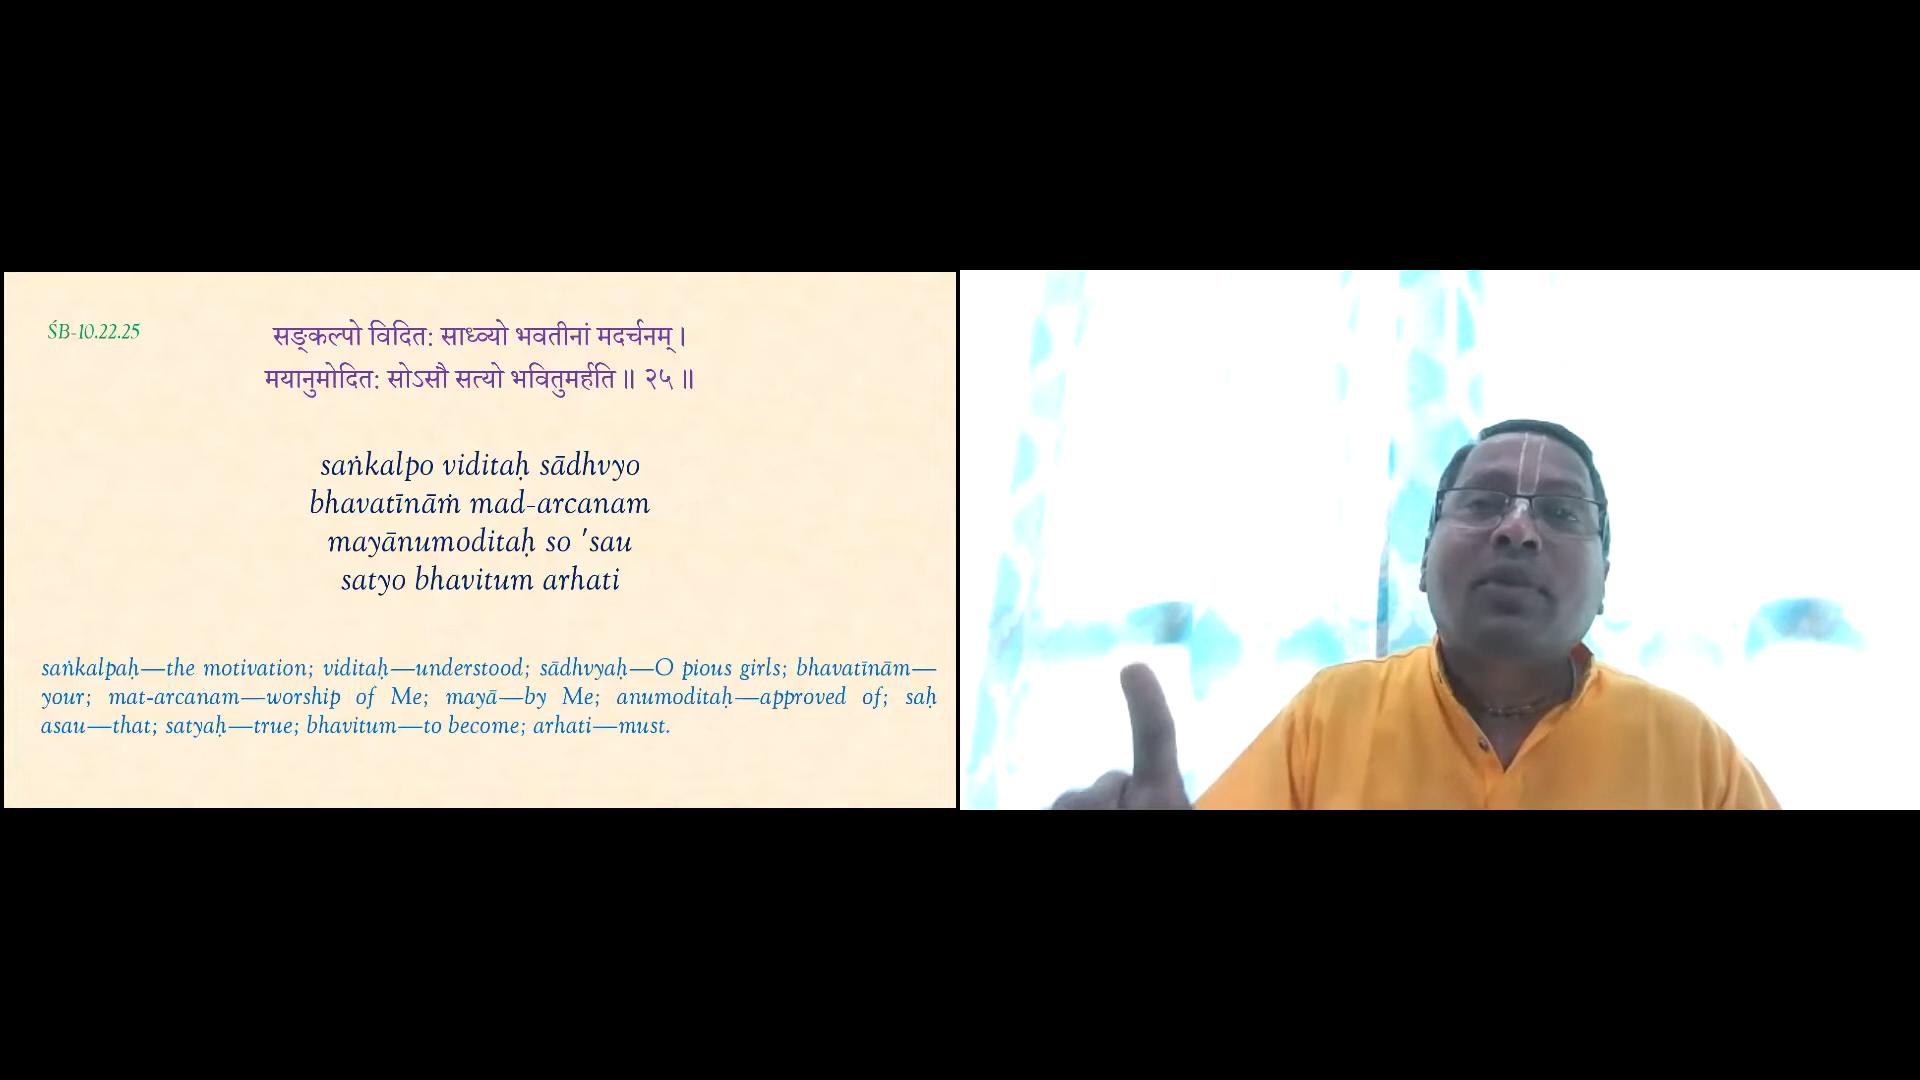 ŚB-10.22.25
सङ्कल्पो विदित: साध्व्यो भवतीनां मदर्चनम् ।
मयानुमोदित: सोऽसौ सत्यो भवितुमर्हति ॥ २५ ॥
saṅkalpo viditaḥ sādhvyo
bhavatīnāṁ mad-arcanam
mayānumoditaḥ so 'sau
satyo bhavitum arhati
saṅkalpaḥ—the motivation; viditaḥ—understood; sādhvyaḥ—O pious girls; bhavatīnām—
your; mat-arcanam—worship of Me; mayā—by Me; anumoditaḥ—approved of; saḥ
asau—that; satyaḥ—true; bhavitum—to become; arhati—must.